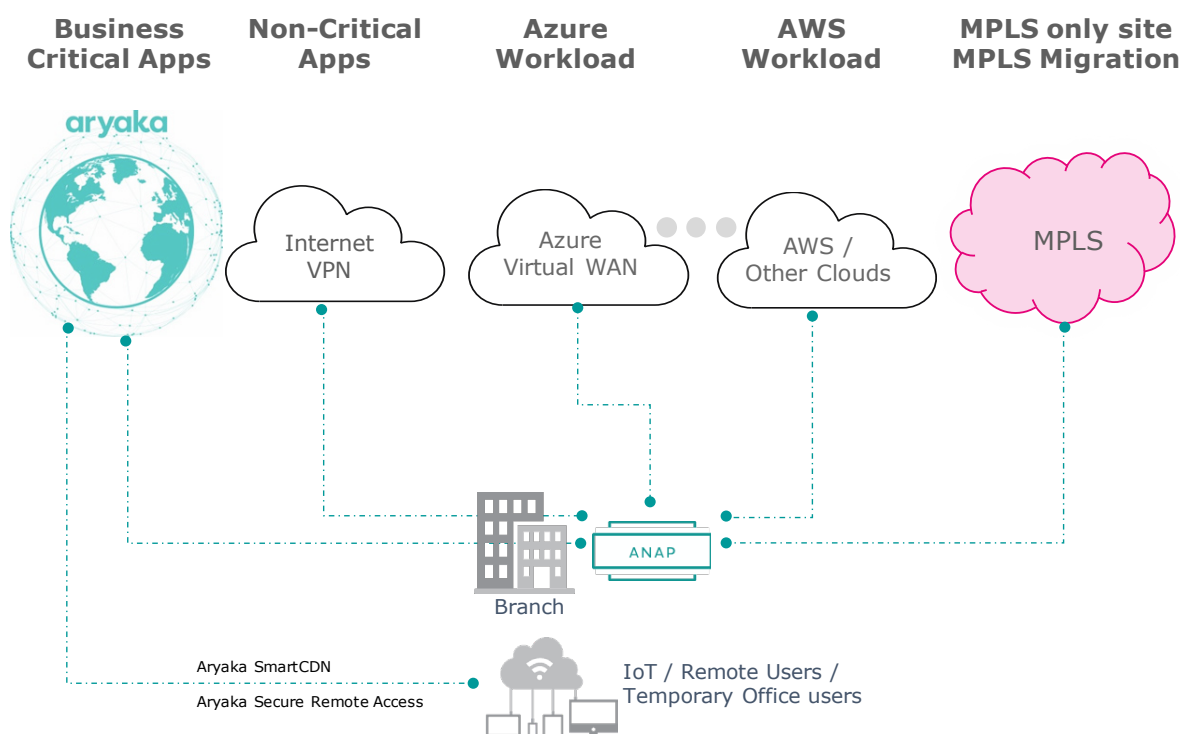 Business
Critical Apps
Non-Critical
Apps
Azure
Workload
AWS
Workload
MPLS only site
MPLS Migration
aryaka
Internet
VPN
Azure
Virtual WAN
AWS /
Other Clouds
MPLS
ANAP
Branch
Aryaka SmartCDN
Aryaka Secure Remote Access
IoT / Remote Users /
Temporary Office users